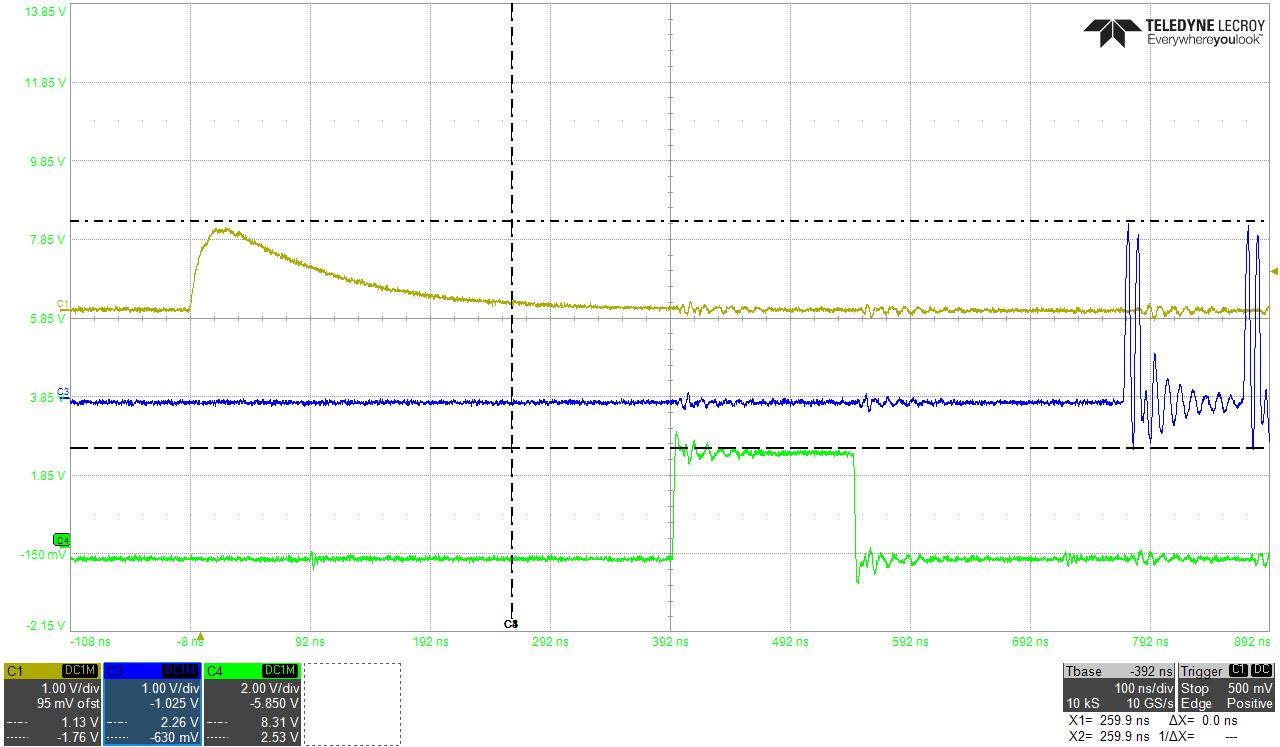 13.85 V
TELEDYNE LECROY
Everywhereyoulook™
11.85 V
9.85 V
7.85 V
C1
5.85 V
C3
3.85 V
1.85 V
C4
-150 mV
-2.15 V
-108 ns -8 ns 92 ns 192 ns 292 ns 392 ns 492 ns 592 ns 692 ns 792 ns 892 ns
C1 DC1M
1.00 V/div
95 mV ofst
1.13 V
-1.76 V
C3 DC1M
1.00 V/div
-1.025 V
2.26 V
-630 mV
C4 DC1M
2.00 V/div
-5.850 V
8.31 V
2.53 V
Tbase -392 ns
100 ns/div
10 kS 10 GS/s
Trigger C1 DC
Stop 500 mV
Edge Positive
X1= 259.9 ns ΔX= 0.0 ns
X2= 259.9 ns 1/ΔX= ---